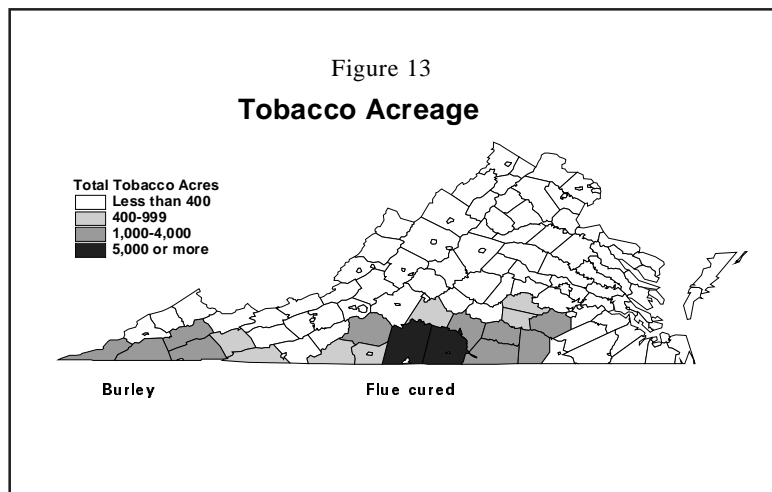 Figure 13
Tobacco Acreage
Total Tobacco Acres
Less than 400
400-999
1,000-4,000
5,000 or more
Burley
Flue cured